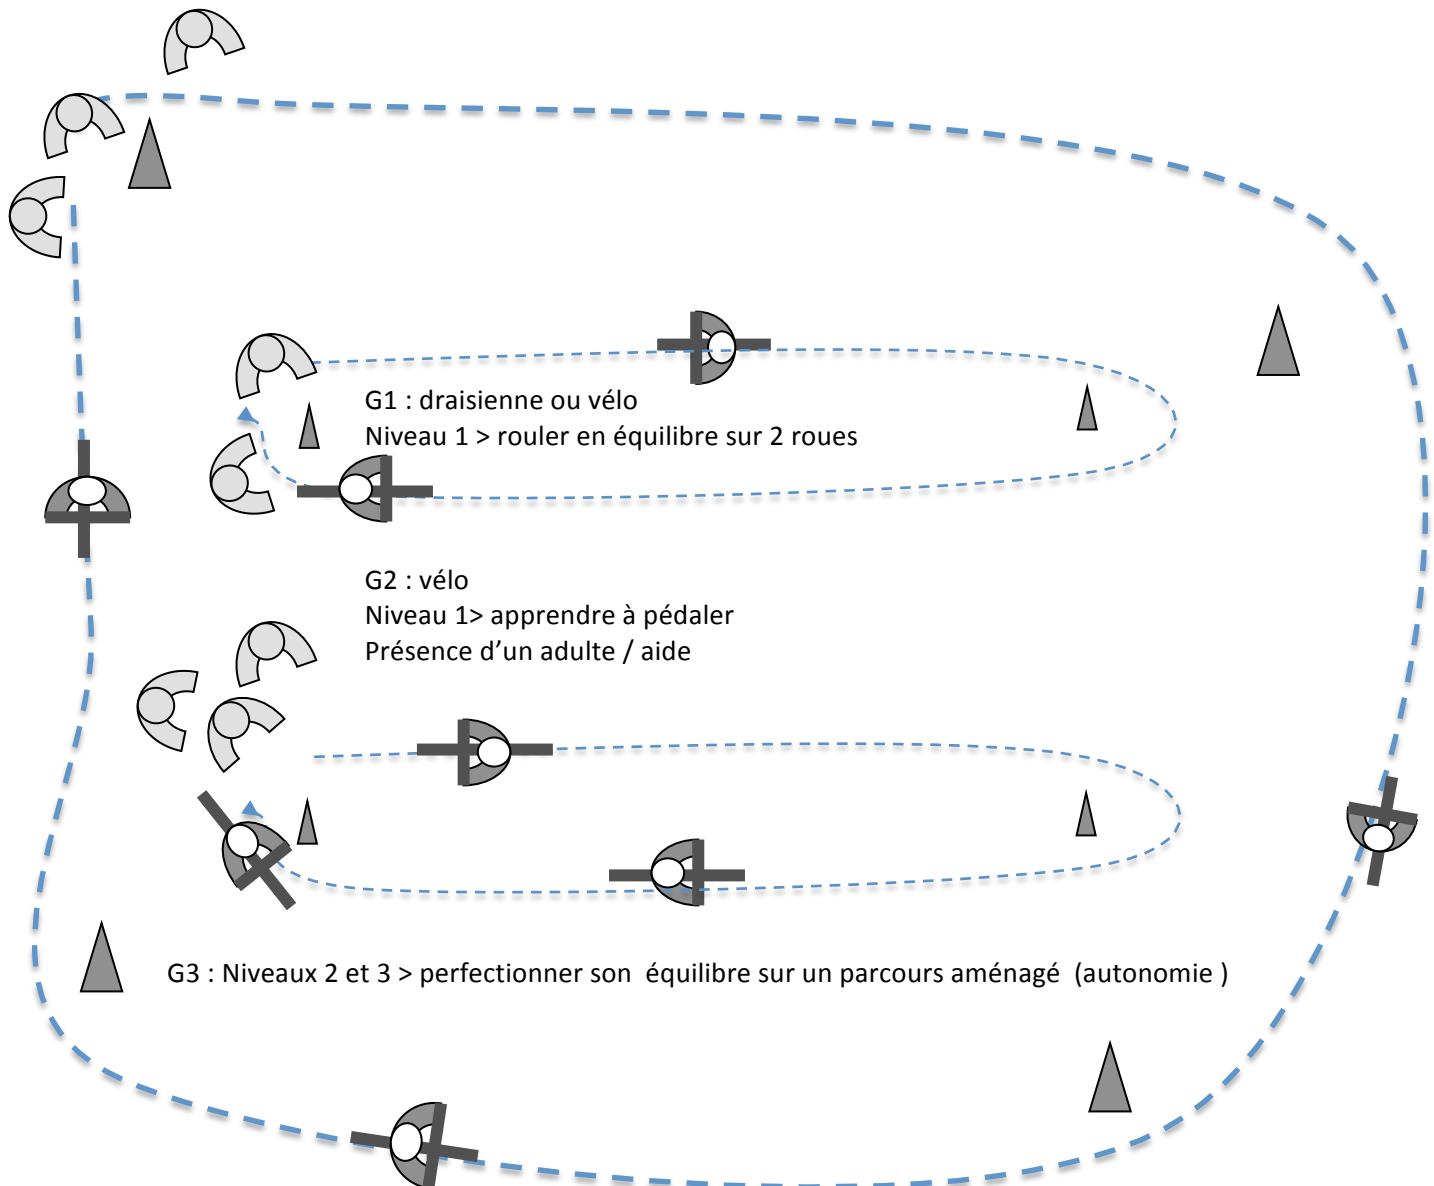 G1 : draisienne ou vélo
Niveau 1 > rouler en équilibre sur 2 roues
G2 : vélo
Niveau 1> apprendre à pédaler
Présence d’un adulte / aide
G3 : Niveaux 2 et 3 > perfectionner son  équilibre sur un parcours aménagé  (autonomie )